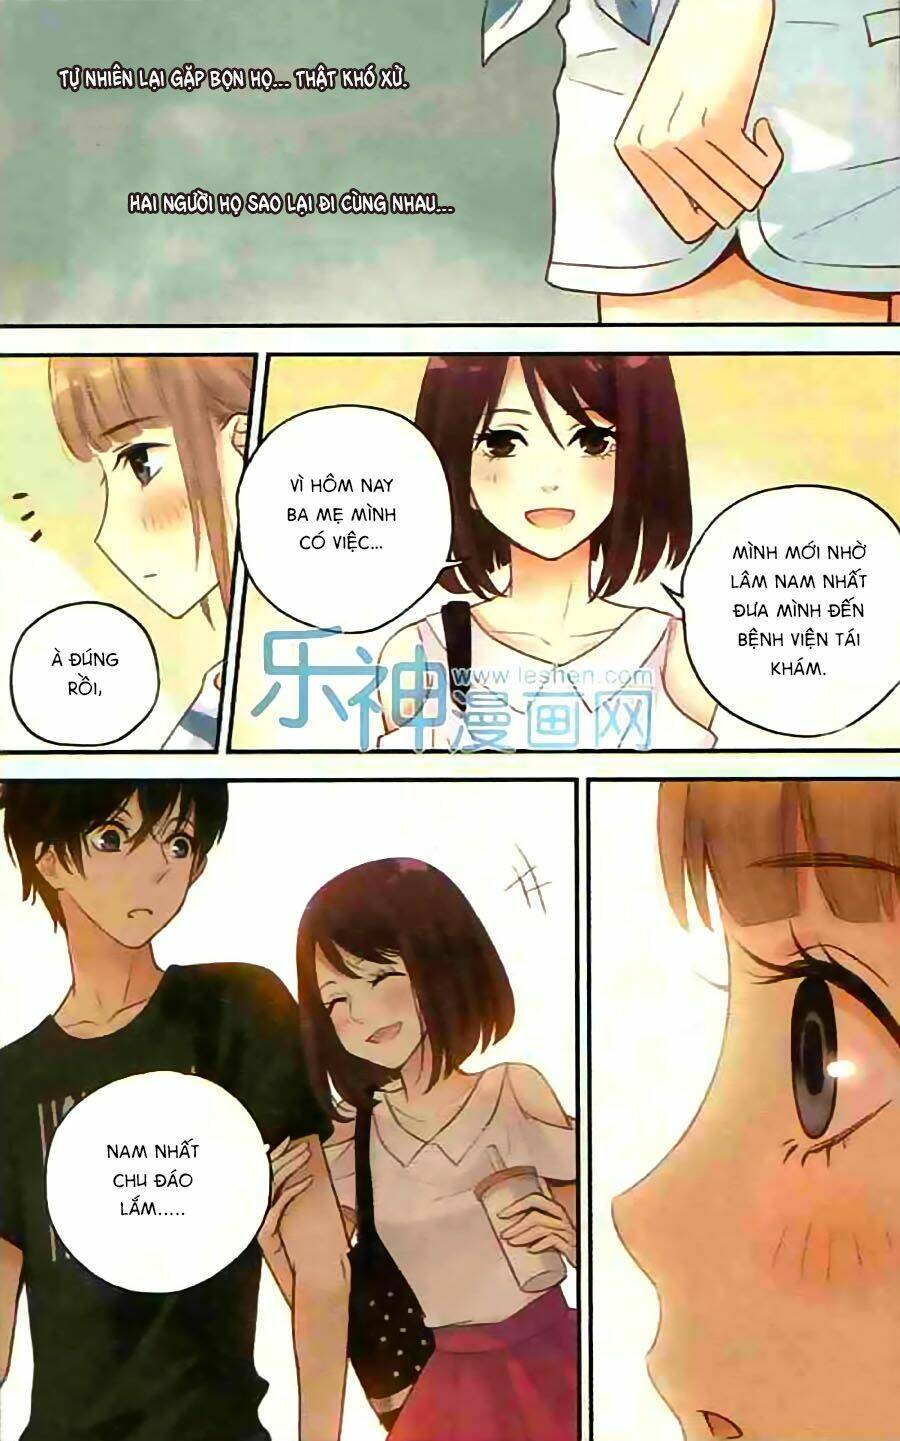 TỰ NHIÊN LẠI GẶP BỌN HỌ... THẬT KHÓ XỬ.
HAI NGƯỜI HỌ SAO LẠI ĐI CÙNG NHAU...
À ĐÚNG
RỒI,
VÌ HÔM NAY
BA MẸ MÌNH
CÓ VIỆC...
MÌNH MỚI NHỜ
LÂM NAM NHẤT
ĐƯA MÌNH ĐẾN
BỆNH VIỆN TÁI
KHÁM.
乐神漫画网
www.leshen.com
NAM NHẤT
CHU ĐÁO
LẮM.....